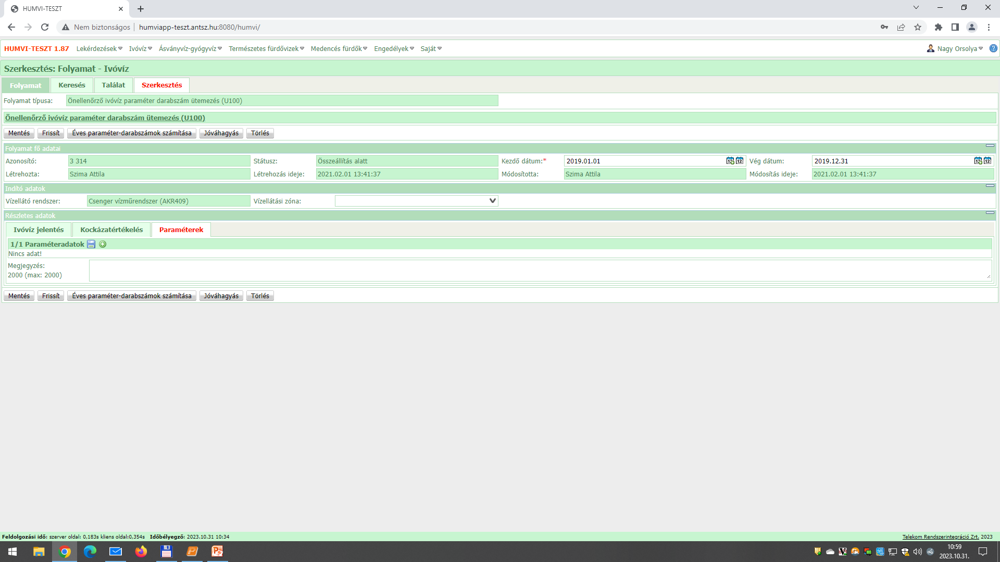 HUMVI-TESZT
Nem biztonságos humviapp-teszt.antsz.hu:8080/humvi/
HUMVI-TESZT 1.87 Lekérdezések Ivóvíz Ásványvíz-gyógyvíz Természetes fürdővizek Medencés fürdők Engedélyek Saját Nagy Orsolya
Szerkesztés: Folyamat - Ivóvíz
Folyamat Keresés Találat Szerkesztés
Folyamat típusa: Önellenőrző ivóvíz paraméter darabszám ütemezés (U100)
Önellenőrző ivóvíz paraméter darabszám ütemezés (U100)
Mentés Frissít Éves paraméter-darabszámok számítása Jóváhagyás Törlés
Folyamat fő adatai
Azonosító: 3 314 Státusz: Összeállítás alatt Kezdő dátum:* 2019.01.01 Vég dátum: 2019.12.31
Létrehozta: Szima Attila Létrehozás ideje: 2021.02.01 13:41:37 Módosította: Szima Attila Módosítás ideje: 2021.02.01 13:41:37
Indító adatok
Vízellátó rendszer: Csenger vízműrendszer (AKR409) Vízellátási zóna:
Részletes adatok
Ivóvíz jelentés Kockázatértékelés Paraméterek
1/1 Paraméteradatok
Nincs adat!
Megjegyzés:
2000 (max: 2000)
Mentés Frissít Éves paraméter-darabszámok számítása Jóváhagyás Törlés
Feldolgozási idő: szerver oldal: 0,183s kliens oldal:0,354s Időbélyegző: 2023.10.31 10:34 Telekom Rendszerintegráció Zrt. 2023
10:59
2023.10.31.